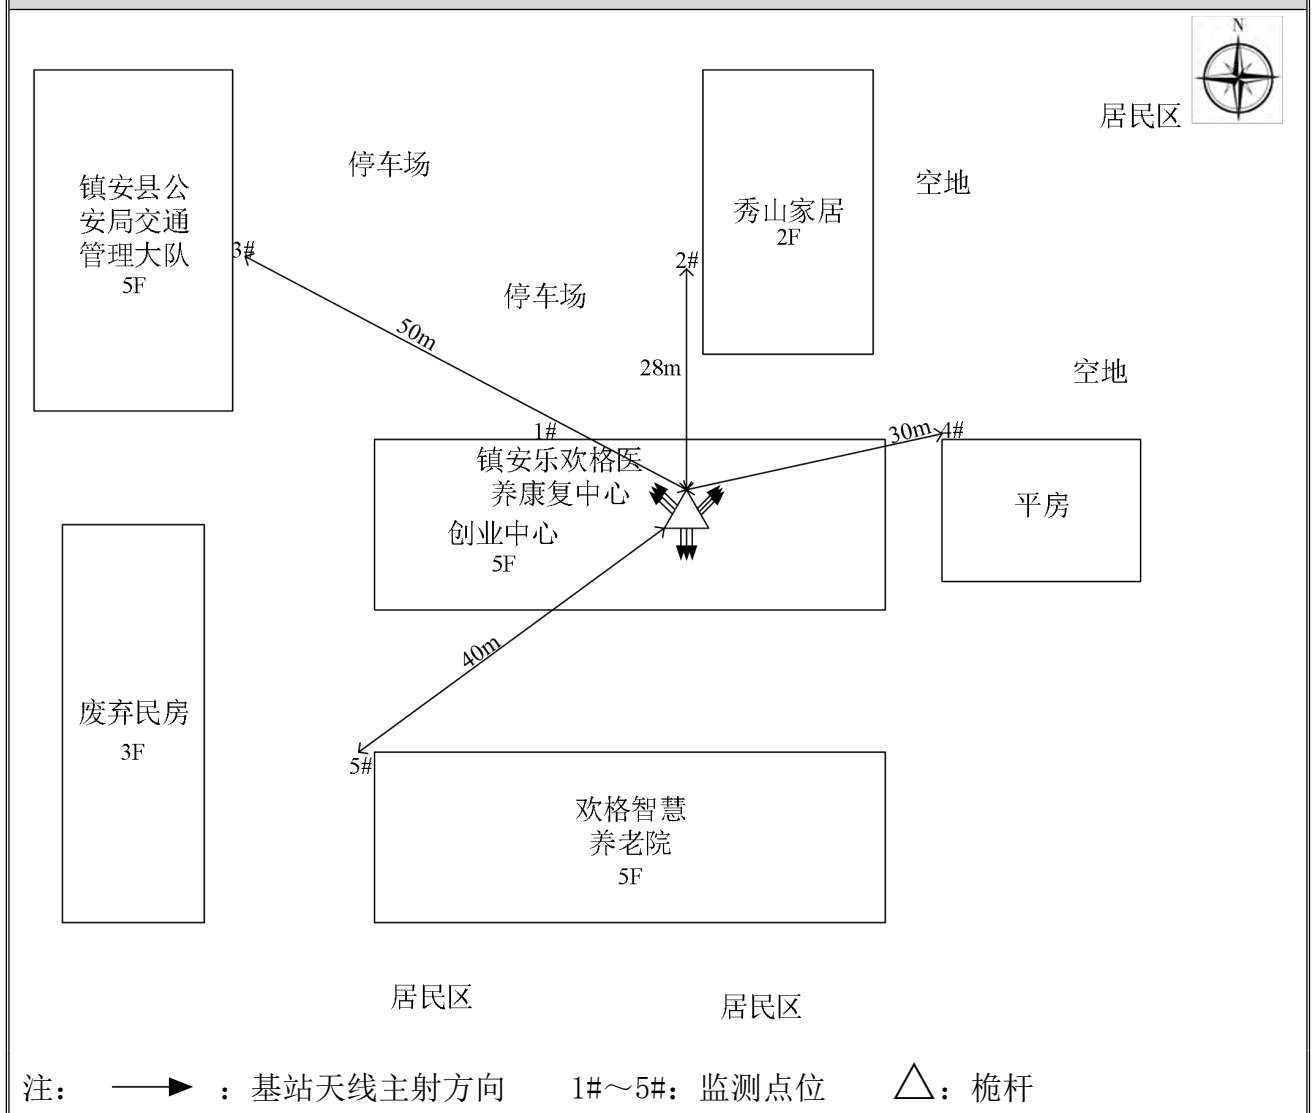 N
居民区
停车场
空地
镇安县公
安局交通
管理大队
5F
秀山家居
2F
3#
2#
停车场
50m
28m
空地
1#
30m
4#
镇安乐欢格医
养康复中心
创业中心
5F
平房
40m
废弃民房
3F
5#
欢格智慧
养老院
5F
居民区
居民区
注： ：基站天线主射方向 1#～5#：监测点位 ：桅杆